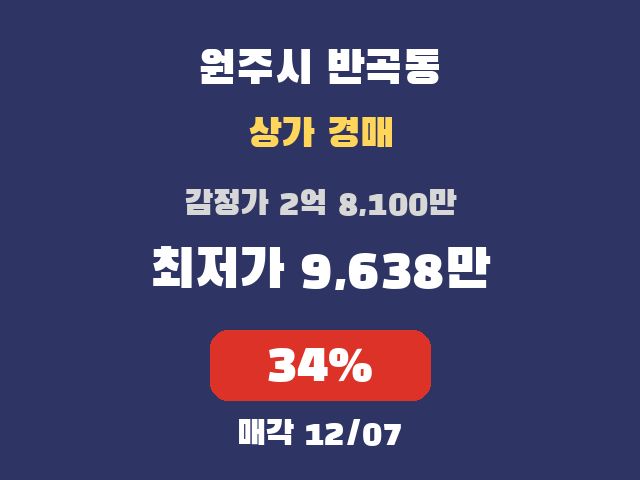 원주시 반곡동
상가 경매
감정가 2억 8,100만
최저가 9,638만
34%
매각 12/07